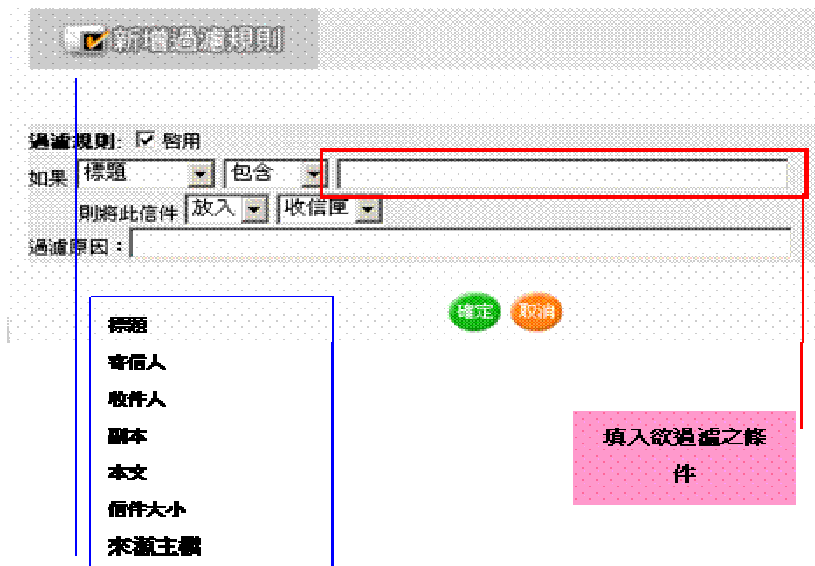 新增過濾規則
過濾規則: 啓用
如果 標題 包含
則將此信件 放入 收信匣
過濾原因：
確定 取消
標題
寄信人
收件人
副本
本文
信件大小
來源主機
填入欲過濾之條
件